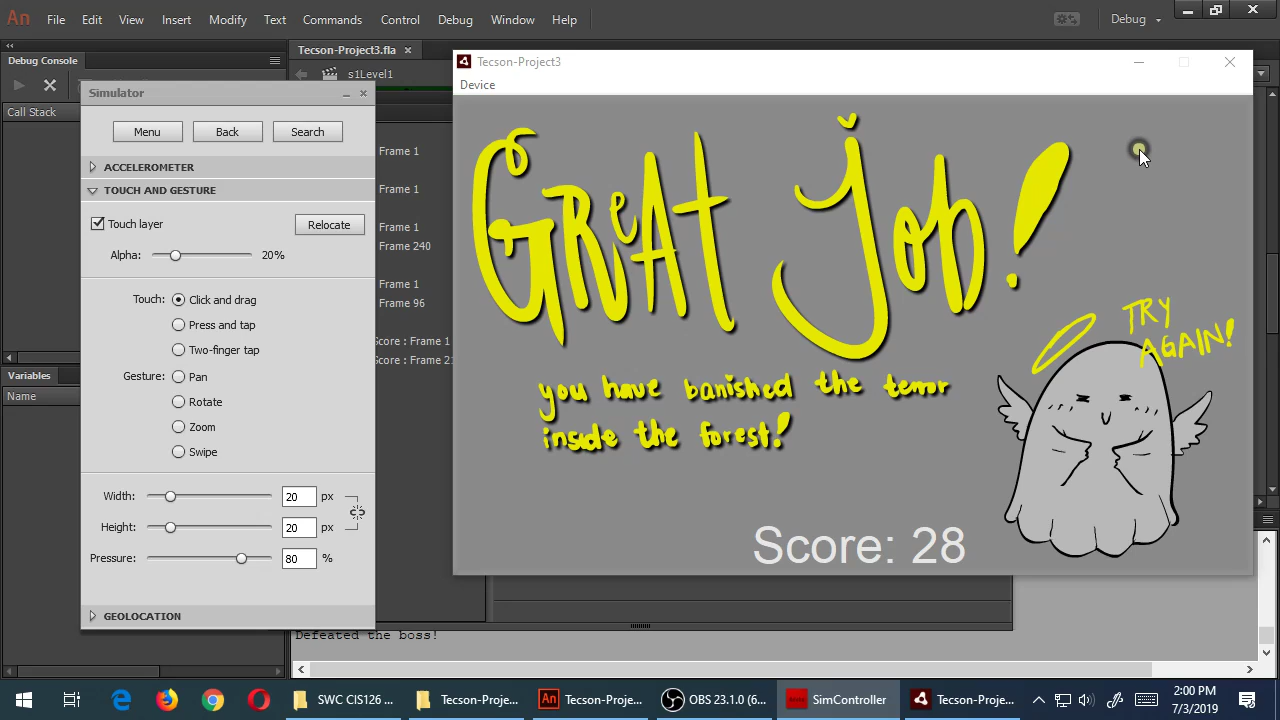 An File Edit View Insert Modify Text Commands Control Debug Window Help Debug
Debug Console Tecson-Project3.fla ×
s1Level1
Call Stack
Variables
Name
Simulator
Menu Back Search
ACCELEROMETER
TOUCH AND GESTURE
Touch layer Relocate
Alpha: 20%
Touch: Click and drag
Press and tap
Two-finger tap
Gesture: Pan
Rotate
Zoom
Swipe
Width: 20 px
Height: 20 px
Pressure: 80 %
GEOLOCATION
Frame 1
Frame 1
Frame 1
Frame 240
Frame 1
Frame 96
Score : Frame 1
Score : Frame 2
Tecson-Project3
Device
GREAT Job!
TRY
AGAIN!
you have banished the terror
inside the forest!
Score: 28
Defeated the boss!
SWC CIS126 ... Tecson-Proje... An Tecson-Proje... OBS 23.1.0 (6... SimController Tecson-Proje... 2:00 PM
7/3/2019